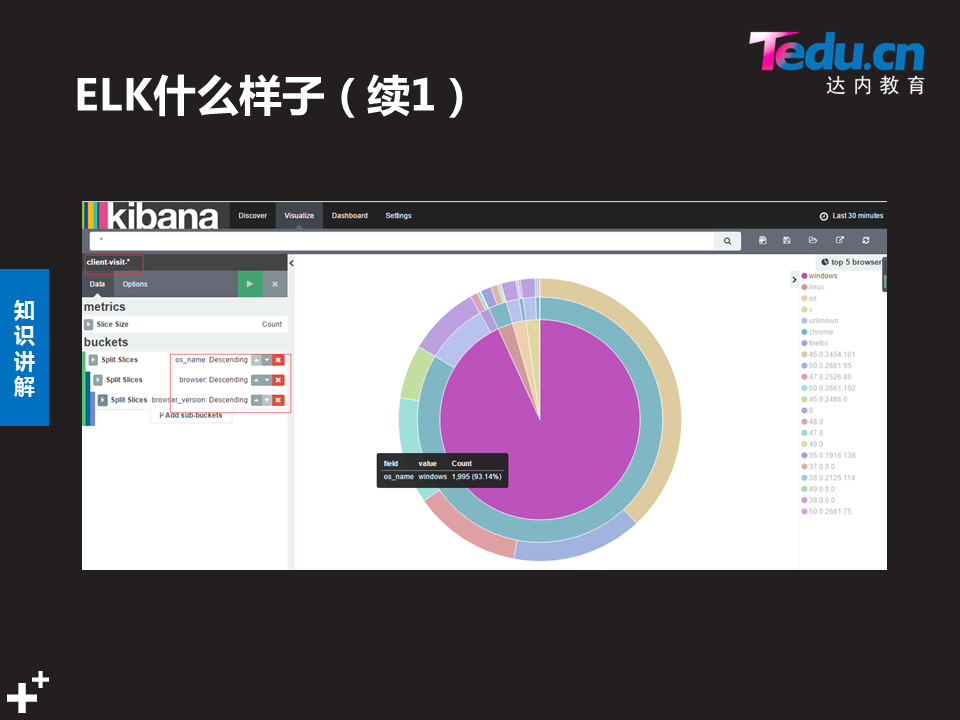 Tedu.cn
达内教育
ELK什么样子（续1）
知识讲解
kibana
Discover
Visualize
Dashboard
Settings
Last 30 minutes
*
client-visit-*
Data
Options
metrics
Slice Size
Count
buckets
Split Slices
os_name: Descending
Split Slices
browser: Descending
Split Slices
browser_version: Descending
Add sub-buckets
field value Count
os_name windows 1,995 (93.14%)
top 5 browser
windows
linux
os
x
unknown
chrome
firefox
45.0.2454.101
50.0.2661.95
47.0.2526.80
50.0.2661.102
46.0.2486.0
0
48.0
47.0
49.0
35.0.1916.138
37.0.0.0
38.0.2125.114
49.0.0.0
38.0.0.0
50.0.2661.75